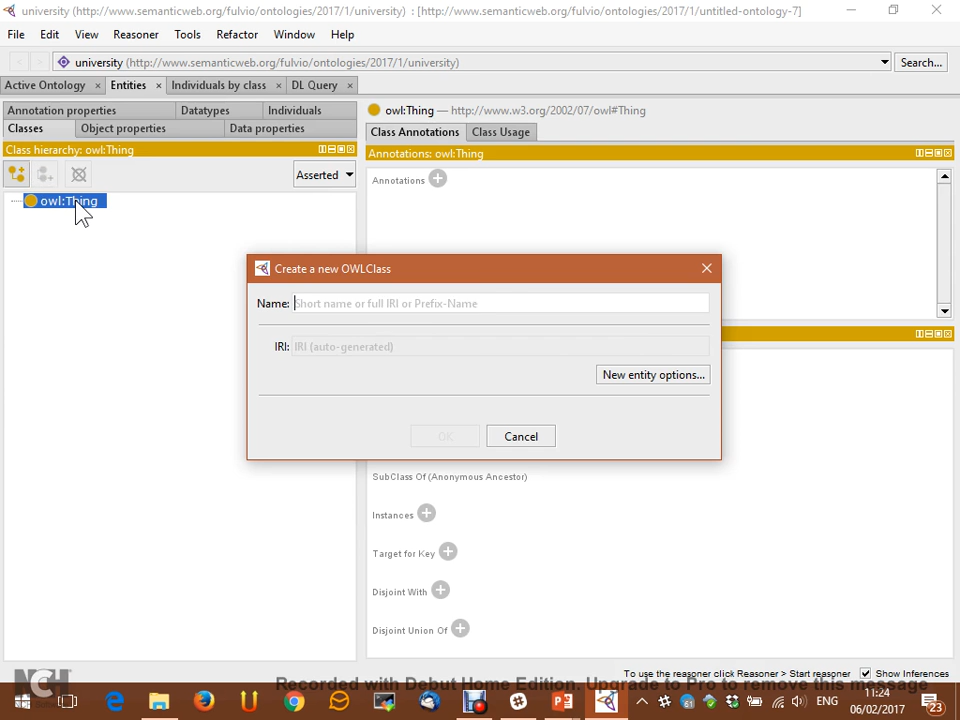 university (http://www.semanticweb.org/fulvio/ontologies/2017/1/university) : [http://www.semanticweb.org/fulvio/ontologies/2017/1/untitled-ontology-7]
File Edit View Reasoner Tools Refactor Window Help
university (http://www.semanticweb.org/fulvio/ontologies/2017/1/university) Search...
Active Ontology × Entities × Individuals by class × DL Query ×
Annotation properties Datatypes Individuals
Classes Object properties Data properties
Class hierarchy: owl:Thing
Asserted
owl:Thing
owl:Thing — http://www.w3.org/2002/07/owl#Thing
Class Annotations Class Usage
Annotations: owl:Thing
Annotations
Create a new OWLClass
Name: Short name or full IRI or Prefix-Name
IRI: IRI (auto-generated)
New entity options...
OK Cancel
SubClass Of (Anonymous Ancestor)
Instances
Target for Key
Disjoint With
Disjoint Union Of
To use the reasoner click Reasoner > Start reasoner Show Inferences
NCH
Recorded with Debut Home Edition. Upgrade to Pro to remove this message
61 ENG 11:24
06/02/2017 23